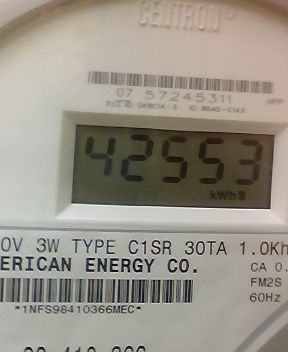 CENTRON
07 57245311
42553
kWh
0V 3W TYPE C1SR 30TA 1.0Kh
ERICAN ENERGY CO.
CA 0.
FM2S
60Hz
*1NFS98410366MEC*